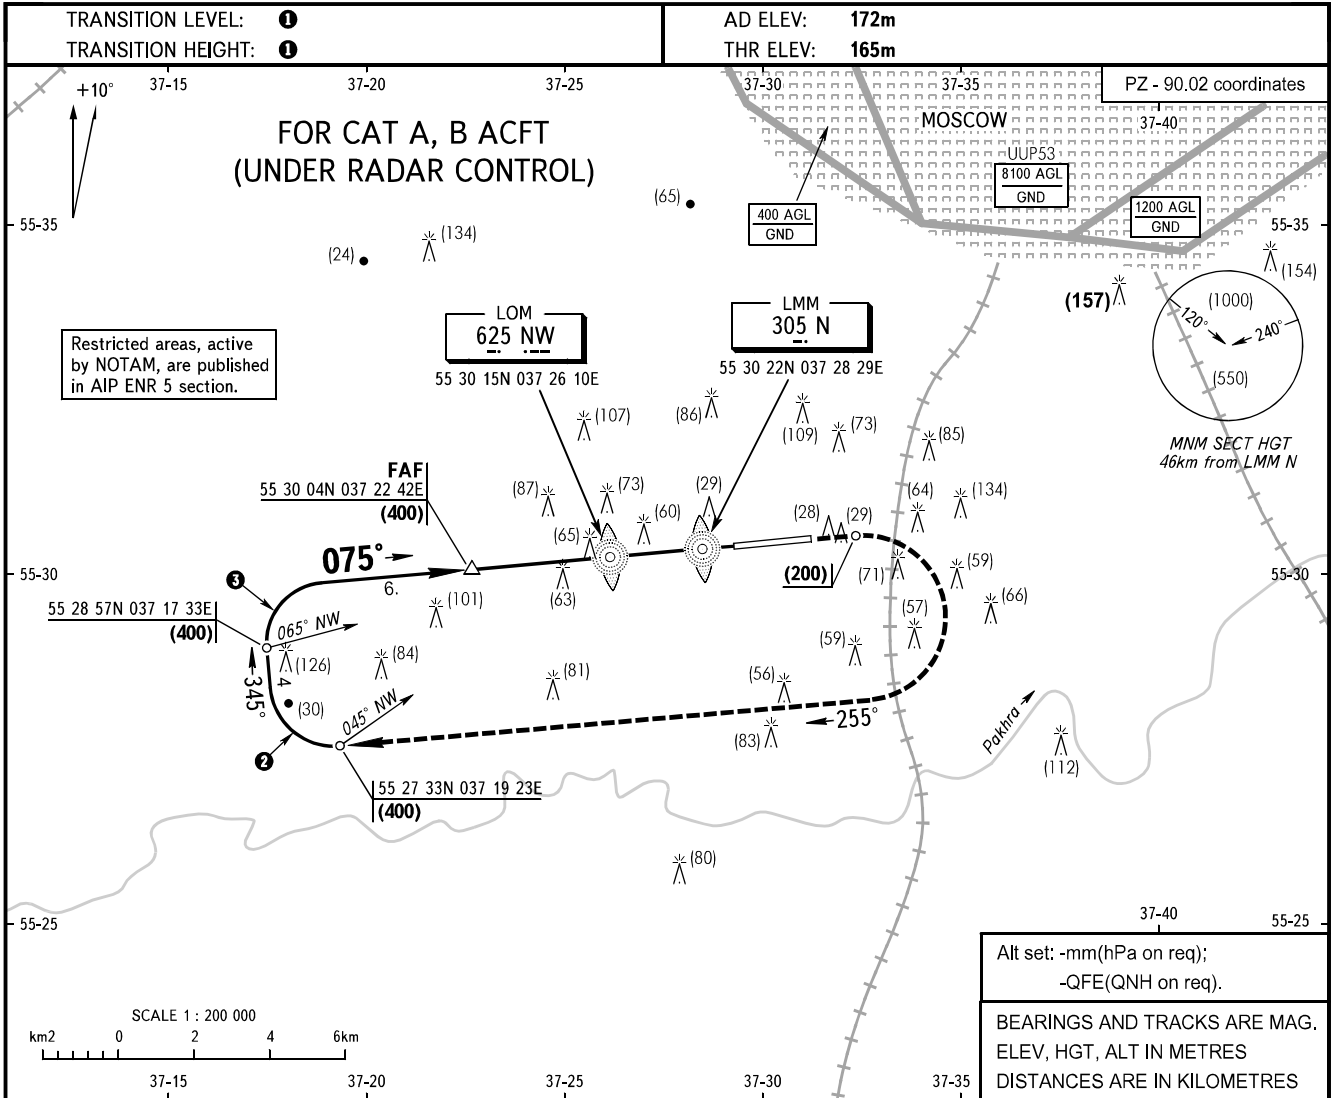 TRANSITION LEVEL: 1
TRANSITION HEIGHT: 1
AD ELEV: 172m
THR ELEV: 165m
37-15 37-20 37-25 37-30 37-35
PZ - 90.02 coordinates
37-40
+10°
FOR CAT A, B ACFT
(UNDER RADAR CONTROL)
MOSCOW
UUP53
8100 AGL
GND
400 AGL
GND
1200 AGL
GND
(65)
55-35
55-35
(134)
(24)
(154)
(157)
(1000)
120°
240°
(550)
MNM SECT HGT
46km from LMM N
Restricted areas, active
by NOTAM, are published
in AIP ENR 5 section.
LOM
625 NW
55 30 15N 037 26 10E
LMM
305 N
55 30 22N 037 28 29E
(107)
(86)
(109)
(73)
(85)
FAF
55 30 04N 037 22 42E
(400)
(87)
(73)
(29)
(64)
(134)
(65)
(60)
(28)
(29)
075°
6.
(63)
(200)
(71)
(59)
55-30
55-30
3
55 28 57N 037 17 33E
(400)
065° NW
(101)
(57)
(66)
(126)
(84)
(59)
4
345°
(30)
(81)
(56)
045° NW
255°
(83)
Pakhra
(112)
2
55 27 33N 037 19 23E
(400)
(80)
55-25
37-40
55-25
Alt set: -mm(hPa on req);
-QFE(QNH on req).
BEARINGS AND TRACKS ARE MAG.
ELEV, HGT, ALT IN METRES
DISTANCES ARE IN KILOMETRES
SCALE 1 : 200 000
km2 0 2 4 6km
37-15 37-20 37-25 37-30 37-35